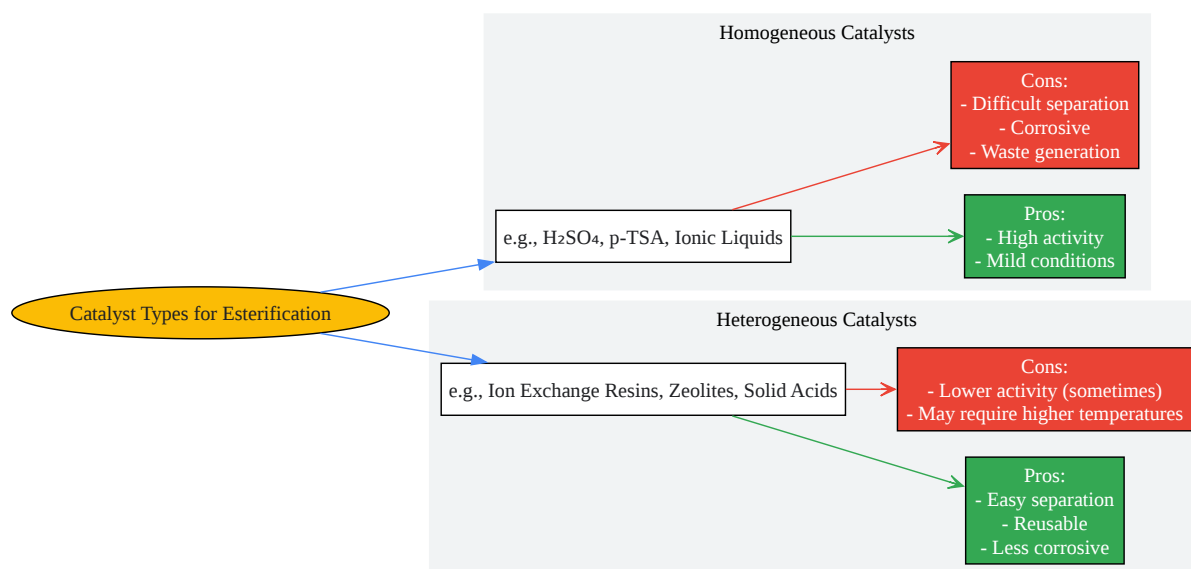 Homogeneous Catalysts
Cons:
- Difficult separation
- Corrosive
- Waste generation
e.g., H₂SO₄, p-TSA, Ionic Liquids
Pros:
- High activity
- Mild conditions
Catalyst Types for Esterification
Heterogeneous Catalysts
e.g., Ion Exchange Resins, Zeolites, Solid Acids
Cons:
- Lower activity (sometimes)
- May require higher temperatures
Pros:
- Easy separation
- Reusable
- Less corrosive